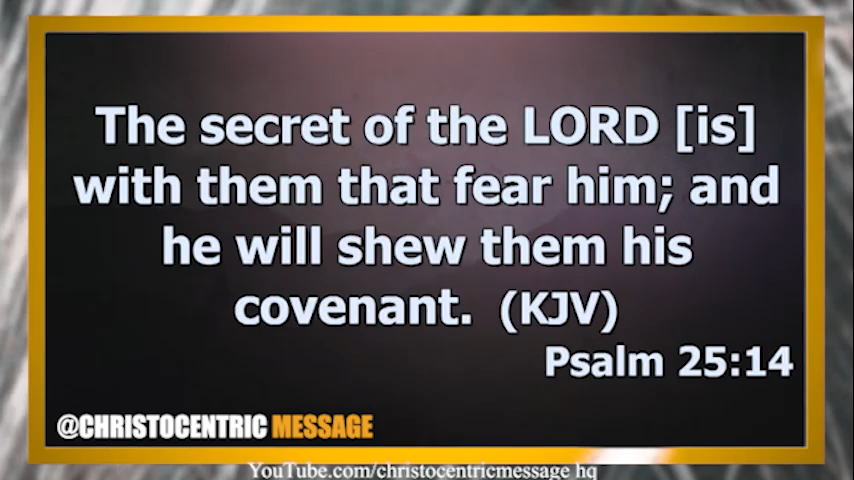 The secret of the LORD [is]
with them that fear him; and
he will shew them his
covenant. (KJV)
Psalm 25:14
@CHRISTOCENTRIC MESSAGE
YouTube.com/christocentricmessage hq